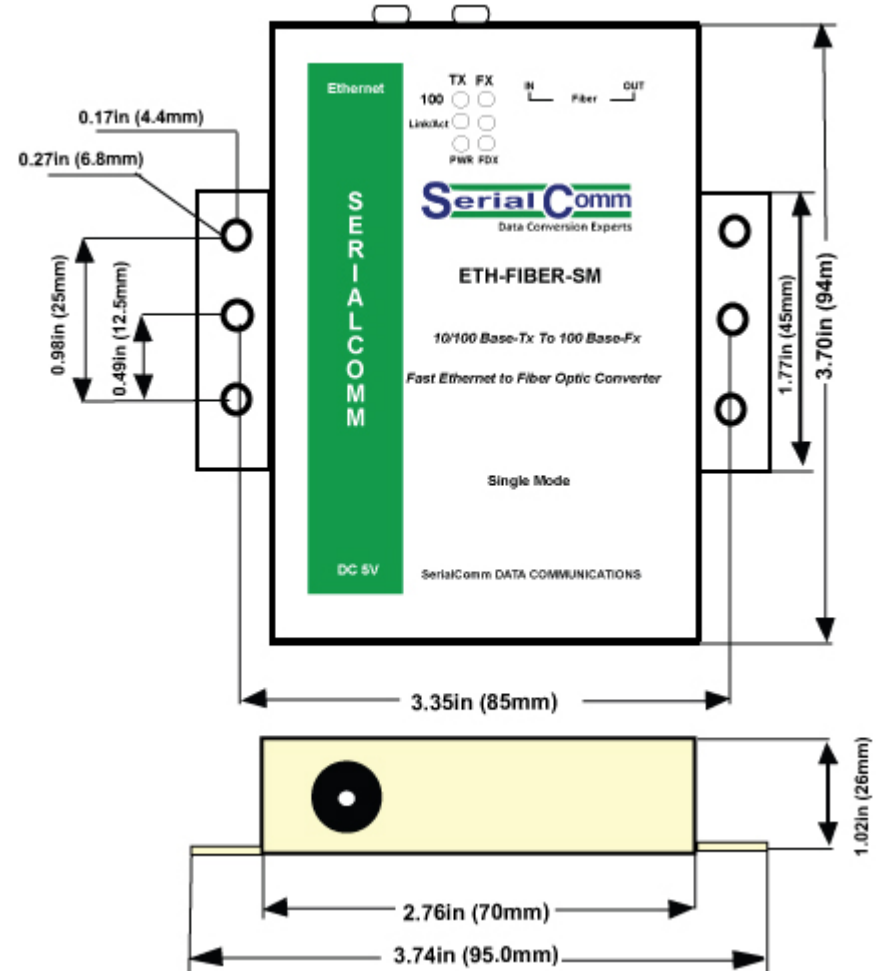 Ethernet
TX FX
100
Link/Act
PWR FDX
IN Fiber OUT
0.17in (4.4mm)
0.27in (6.8mm)
0.98in (25mm)
0.49in (12.5mm)
SERIALCOMM
Serial Comm
Data Conversion Experts
ETH-FIBER-SM
10/100 Base-Tx To 100 Base-Fx
Fast Ethernet to Fiber Optic Converter
Single Mode
DC 5V
SerialComm DATA COMMUNICATIONS
1.77in (45mm)
3.70in (94m)
3.35in (85mm)
1.02in (26mm)
2.76in (70mm)
3.74in (95.0mm)